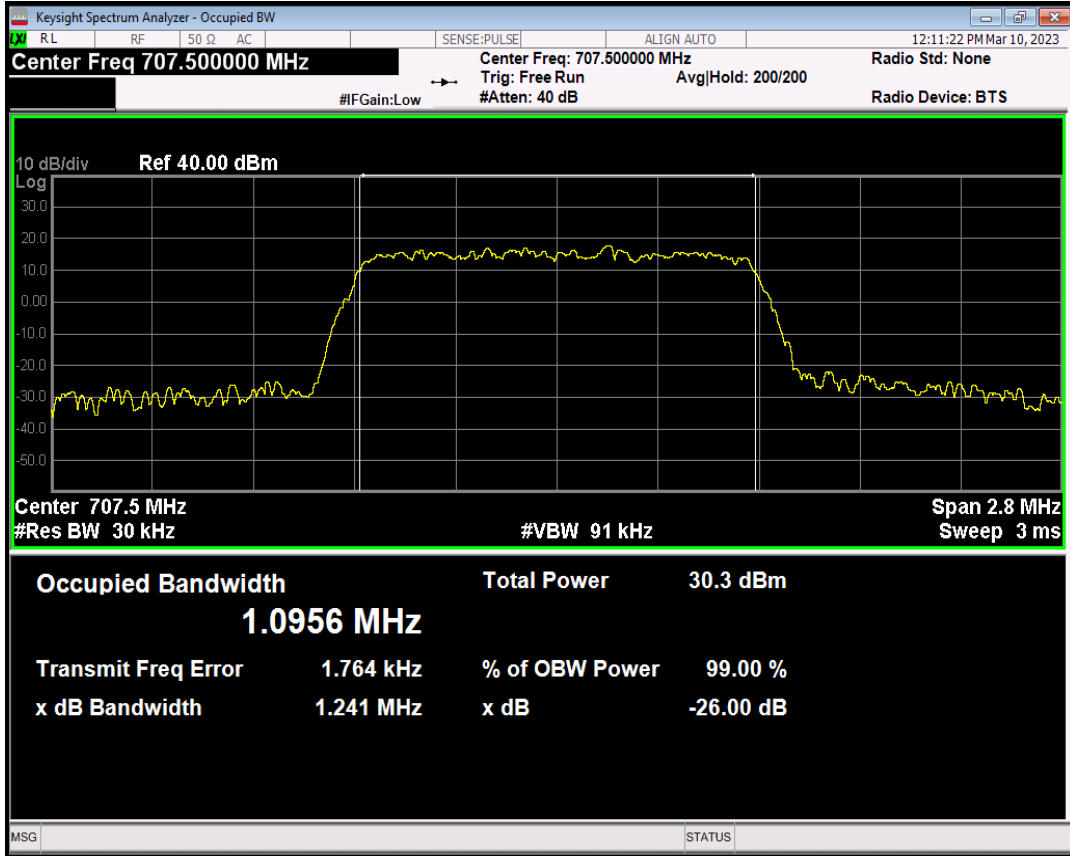 Keysight Spectrum Analyzer - Occupied BW
LXI RL RF 50 Ω AC SENSE:PULSE ALIGN AUTO 12:11:22 PM Mar 10, 2023
Center Freq 707.500000 MHz Center Freq: 707.500000 MHz Radio Std: None
Trig: Free Run Avg|Hold: 200/200
#IFGain:Low #Atten: 40 dB Radio Device: BTS
10 dB/div Ref 40.00 dBm
Log
30.0
20.0
10.0
0.00
-10.0
-20.0
-30.0
-40.0
-50.0
Center 707.5 MHz Span 2.8 MHz
#Res BW 30 kHz #VBW 91 kHz Sweep 3 ms
Occupied Bandwidth Total Power 30.3 dBm
1.0956 MHz
Transmit Freq Error 1.764 kHz % of OBW Power 99.00 %
x dB Bandwidth 1.241 MHz x dB -26.00 dB
MSG STATUS